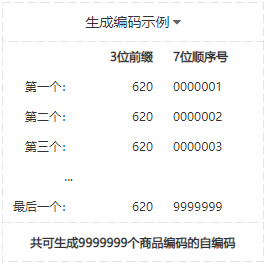 生成编码示例
3位前缀 7位顺序号
第一个： 620 0000001
第二个： 620 0000002
第三个： 620 0000003
...
最后一个： 620 9999999
共可生成9999999个商品编码的自编码